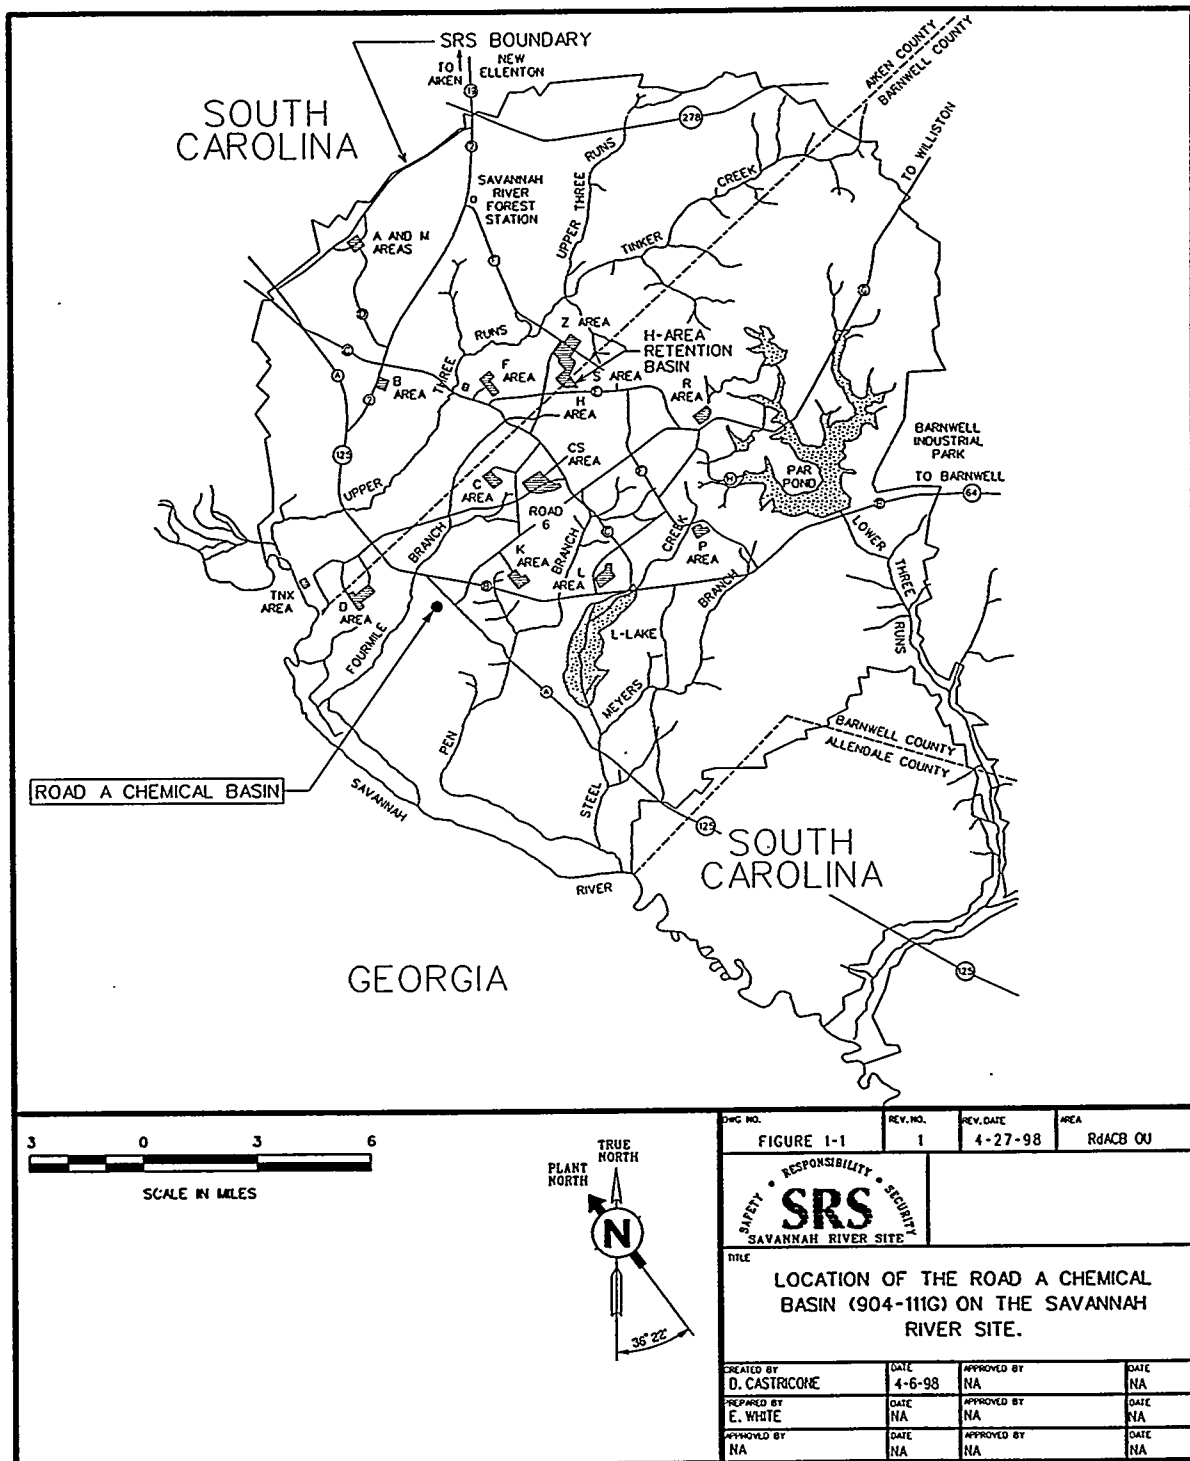 SRS BOUNDARY
TO
AIKEN
NEW
ELLENTON
19
SOUTH
CAROLINA
278
AIKEN COUNTY
BARNWELL COUNTY
TO WILLISTON
2
SAVANNAH
RIVER
FOREST
STATION
UPPER THREE RUNS
TINKER
CREEK
A AND M
AREAS
Z AREA
H-AREA
RETENTION
BASIN
S AREA
R
AREA
F
AREA
H
AREA
B
AREA
UPPER
THREE
RUNS
A
C
125
2
CS
AREA
C
AREA
ROAD
6
K
AREA
L
AREA
P
AREA
PAR
POND
H
BARNWELL
INDUSTRIAL
PARK
TO BARNWELL
64
B
G
LOWER
THREE
RUNS
TNX
AREA
D
AREA
FOURMILE
BRANCH
PEN
BRANCH
STEEL
CREEK
L-LAKE
MEYERS
BRANCH
B
A
BARNWELL COUNTY
ALLENDALE COUNTY
ROAD A CHEMICAL BASIN
SAVANNAH
RIVER
125
SOUTH
CAROLINA
125
GEORGIA
3 0 3 6
SCALE IN MILES
TRUE
NORTH
PLANT
NORTH
N
36° 22'
DWG NO.
FIGURE 1-1
REV. NO.
1
REV. DATE
4-27-98
AREA
RdACB OU
SAFETY • RESPONSIBILITY • SECURITY
SRS
SAVANNAH RIVER SITE
TITLE
LOCATION OF THE ROAD A CHEMICAL
BASIN (904-111G) ON THE SAVANNAH
RIVER SITE.
CREATED BY
D. CASTRICONE
DATE
4-6-98
APPROVED BY
NA
DATE
NA
PREPARED BY
E. WHITE
DATE
NA
APPROVED BY
NA
DATE
NA
APPROVED BY
NA
DATE
NA
APPROVED BY
NA
DATE
NA